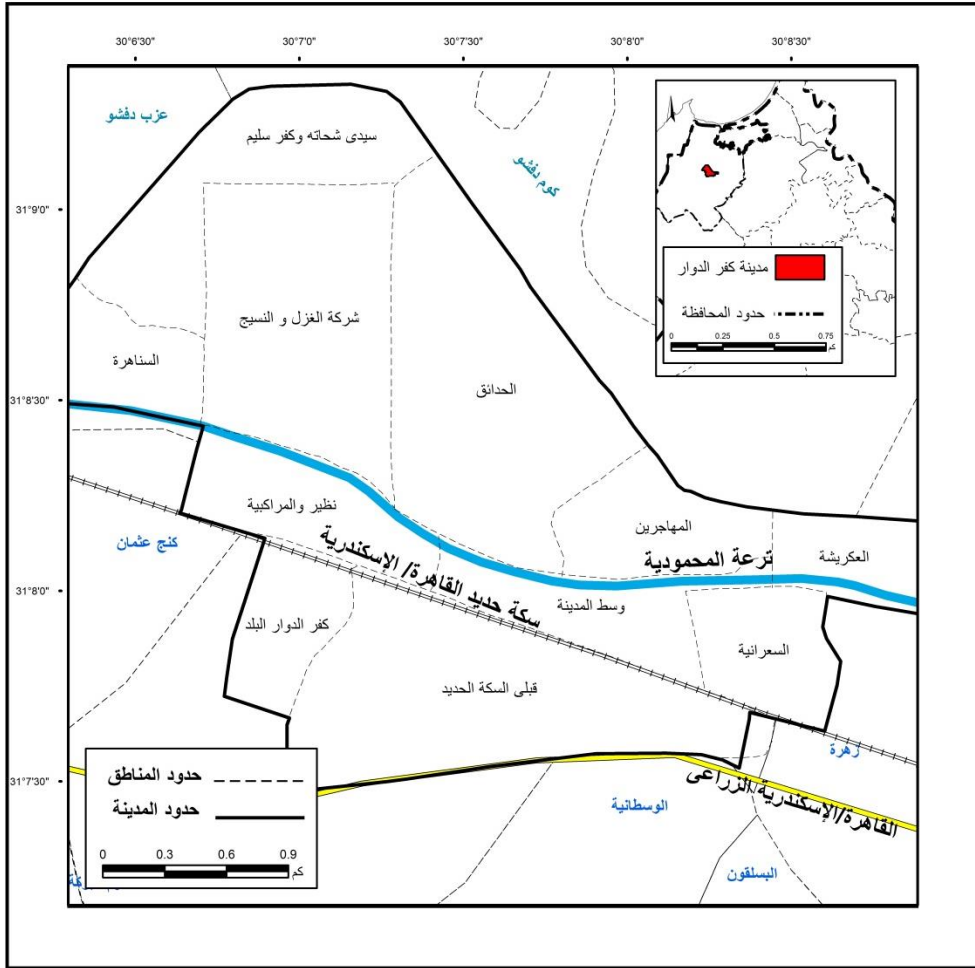 30°6'30"
30°7'0"
30°7'30"
30°8'0"
30°8'30"
31°9'0"
31°8'30"
31°8'0"
31°7'30"
عزب دفشو
سيدى شحاته وكفر سليم
كوم دفشو
شركة الغزل و النسيج
السناهرة
الحدائق
مدينة كفر الدوار
حدود المحافظة
0 0.25 0.5 0.75
كم
نظير والمراكبية
المهاجرين
العكريشة
ترعة المحمودية
كنج عثمان
سكة حديد القاهرة/ الإسكندرية
وسط المدينة
كفر الدوار البلد
السعرانية
قبلى السكة الحديد
زهرة
القاهرة/الإسكندرية الزراعى
الوسطانية
البسلقون
حدود المناطق
حدود المدينة
0 0.3 0.6 0.9
كم